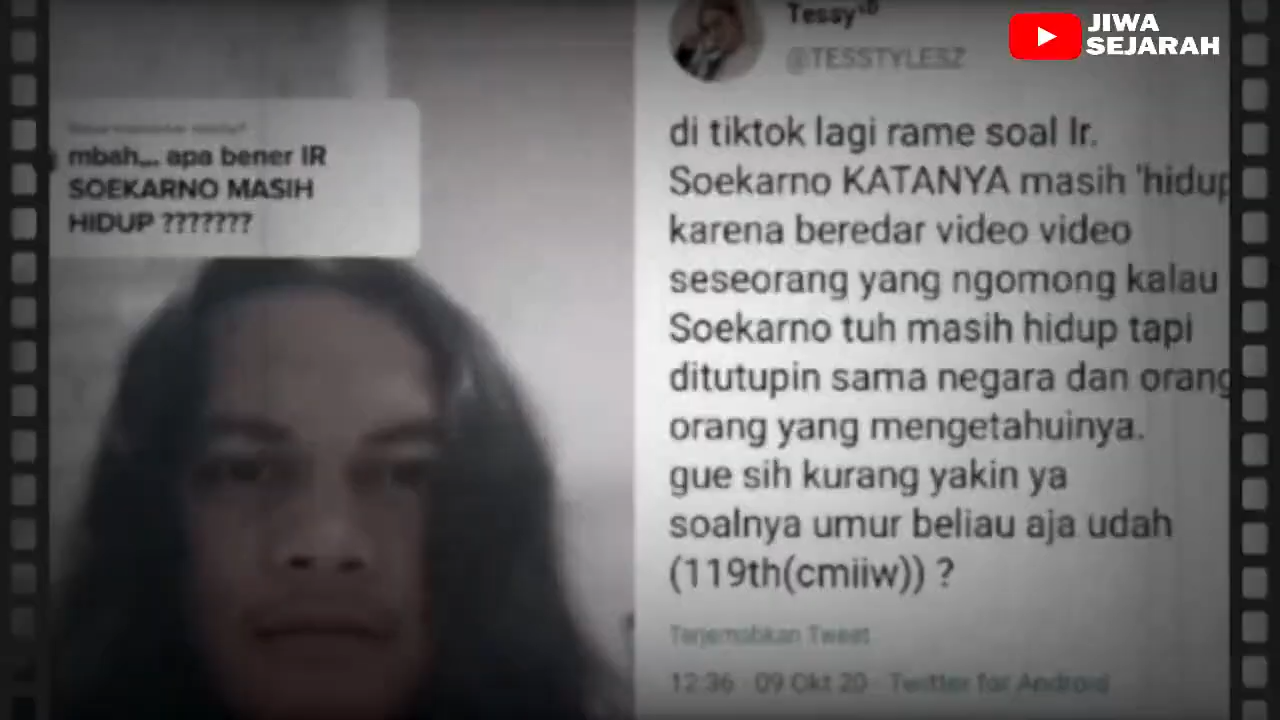 JIWA
SEJARAH
mbah,,, apa bener IR
SOEKARNO MASIH
HIDUP ???????
Tessy
@TESSTYLESZ
di tiktok lagi rame soal Ir.
Soekarno KATANYA masih 'hidup
karena beredar video video
seseorang yang ngomong kalau
Soekarno tuh masih hidup tapi
ditutupin sama negara dan orang
orang yang mengetahuinya.
gue sih kurang yakin ya
soalnya umur beliau aja udah
(119th(cmiiw)) ?
Terjemahkan Tweet
12:36 · 09 Okt 20 · Twitter for Android